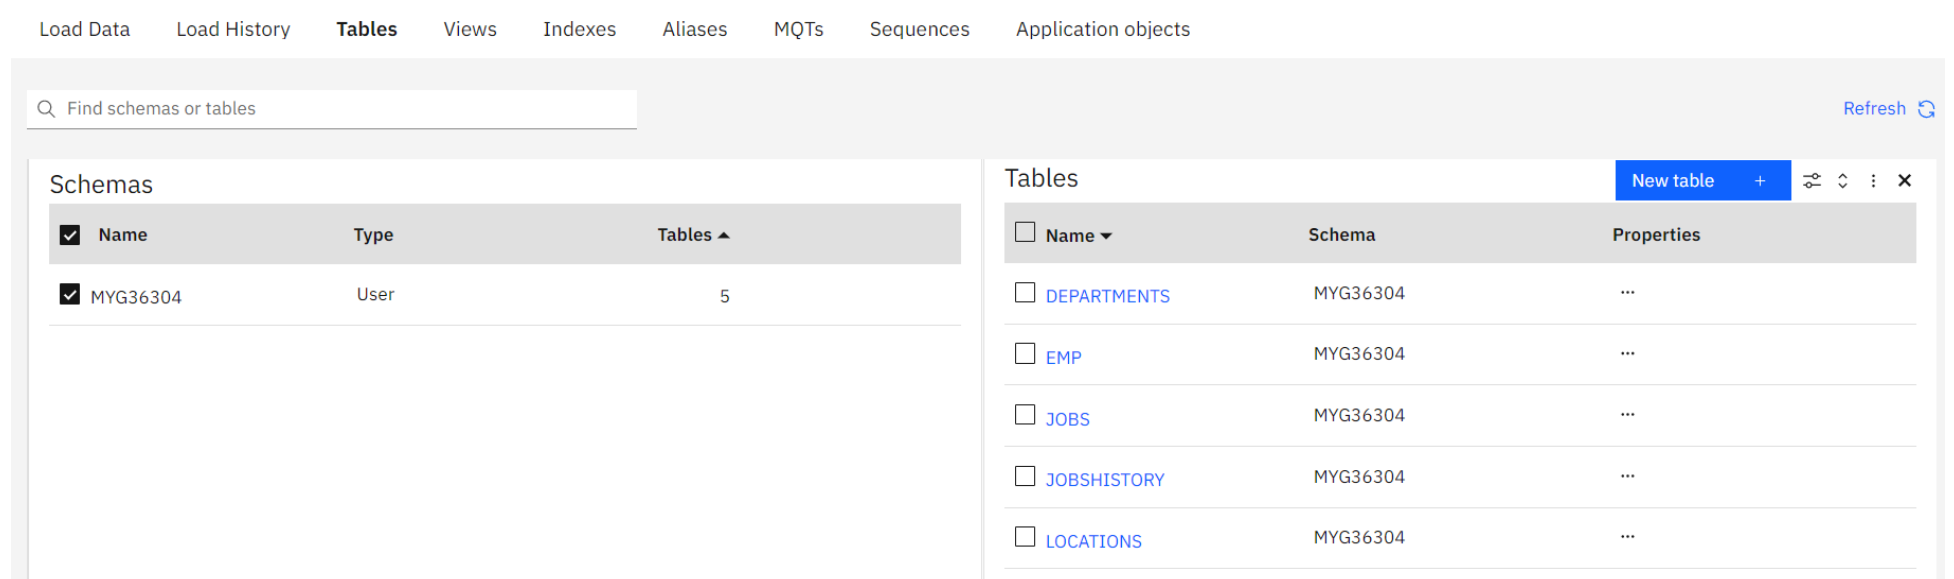 Load Data Load History Tables Views Indexes Aliases MQTs Sequences Application objects
Find schemas or tables
Refresh
Schemas
Name Type Tables
MYG36304 User 5
Tables
New table +
Name Schema Properties
DEPARTMENTS MYG36304 ...
EMP MYG36304 ...
JOBS MYG36304 ...
JOBSHISTORY MYG36304 ...
LOCATIONS MYG36304 ...